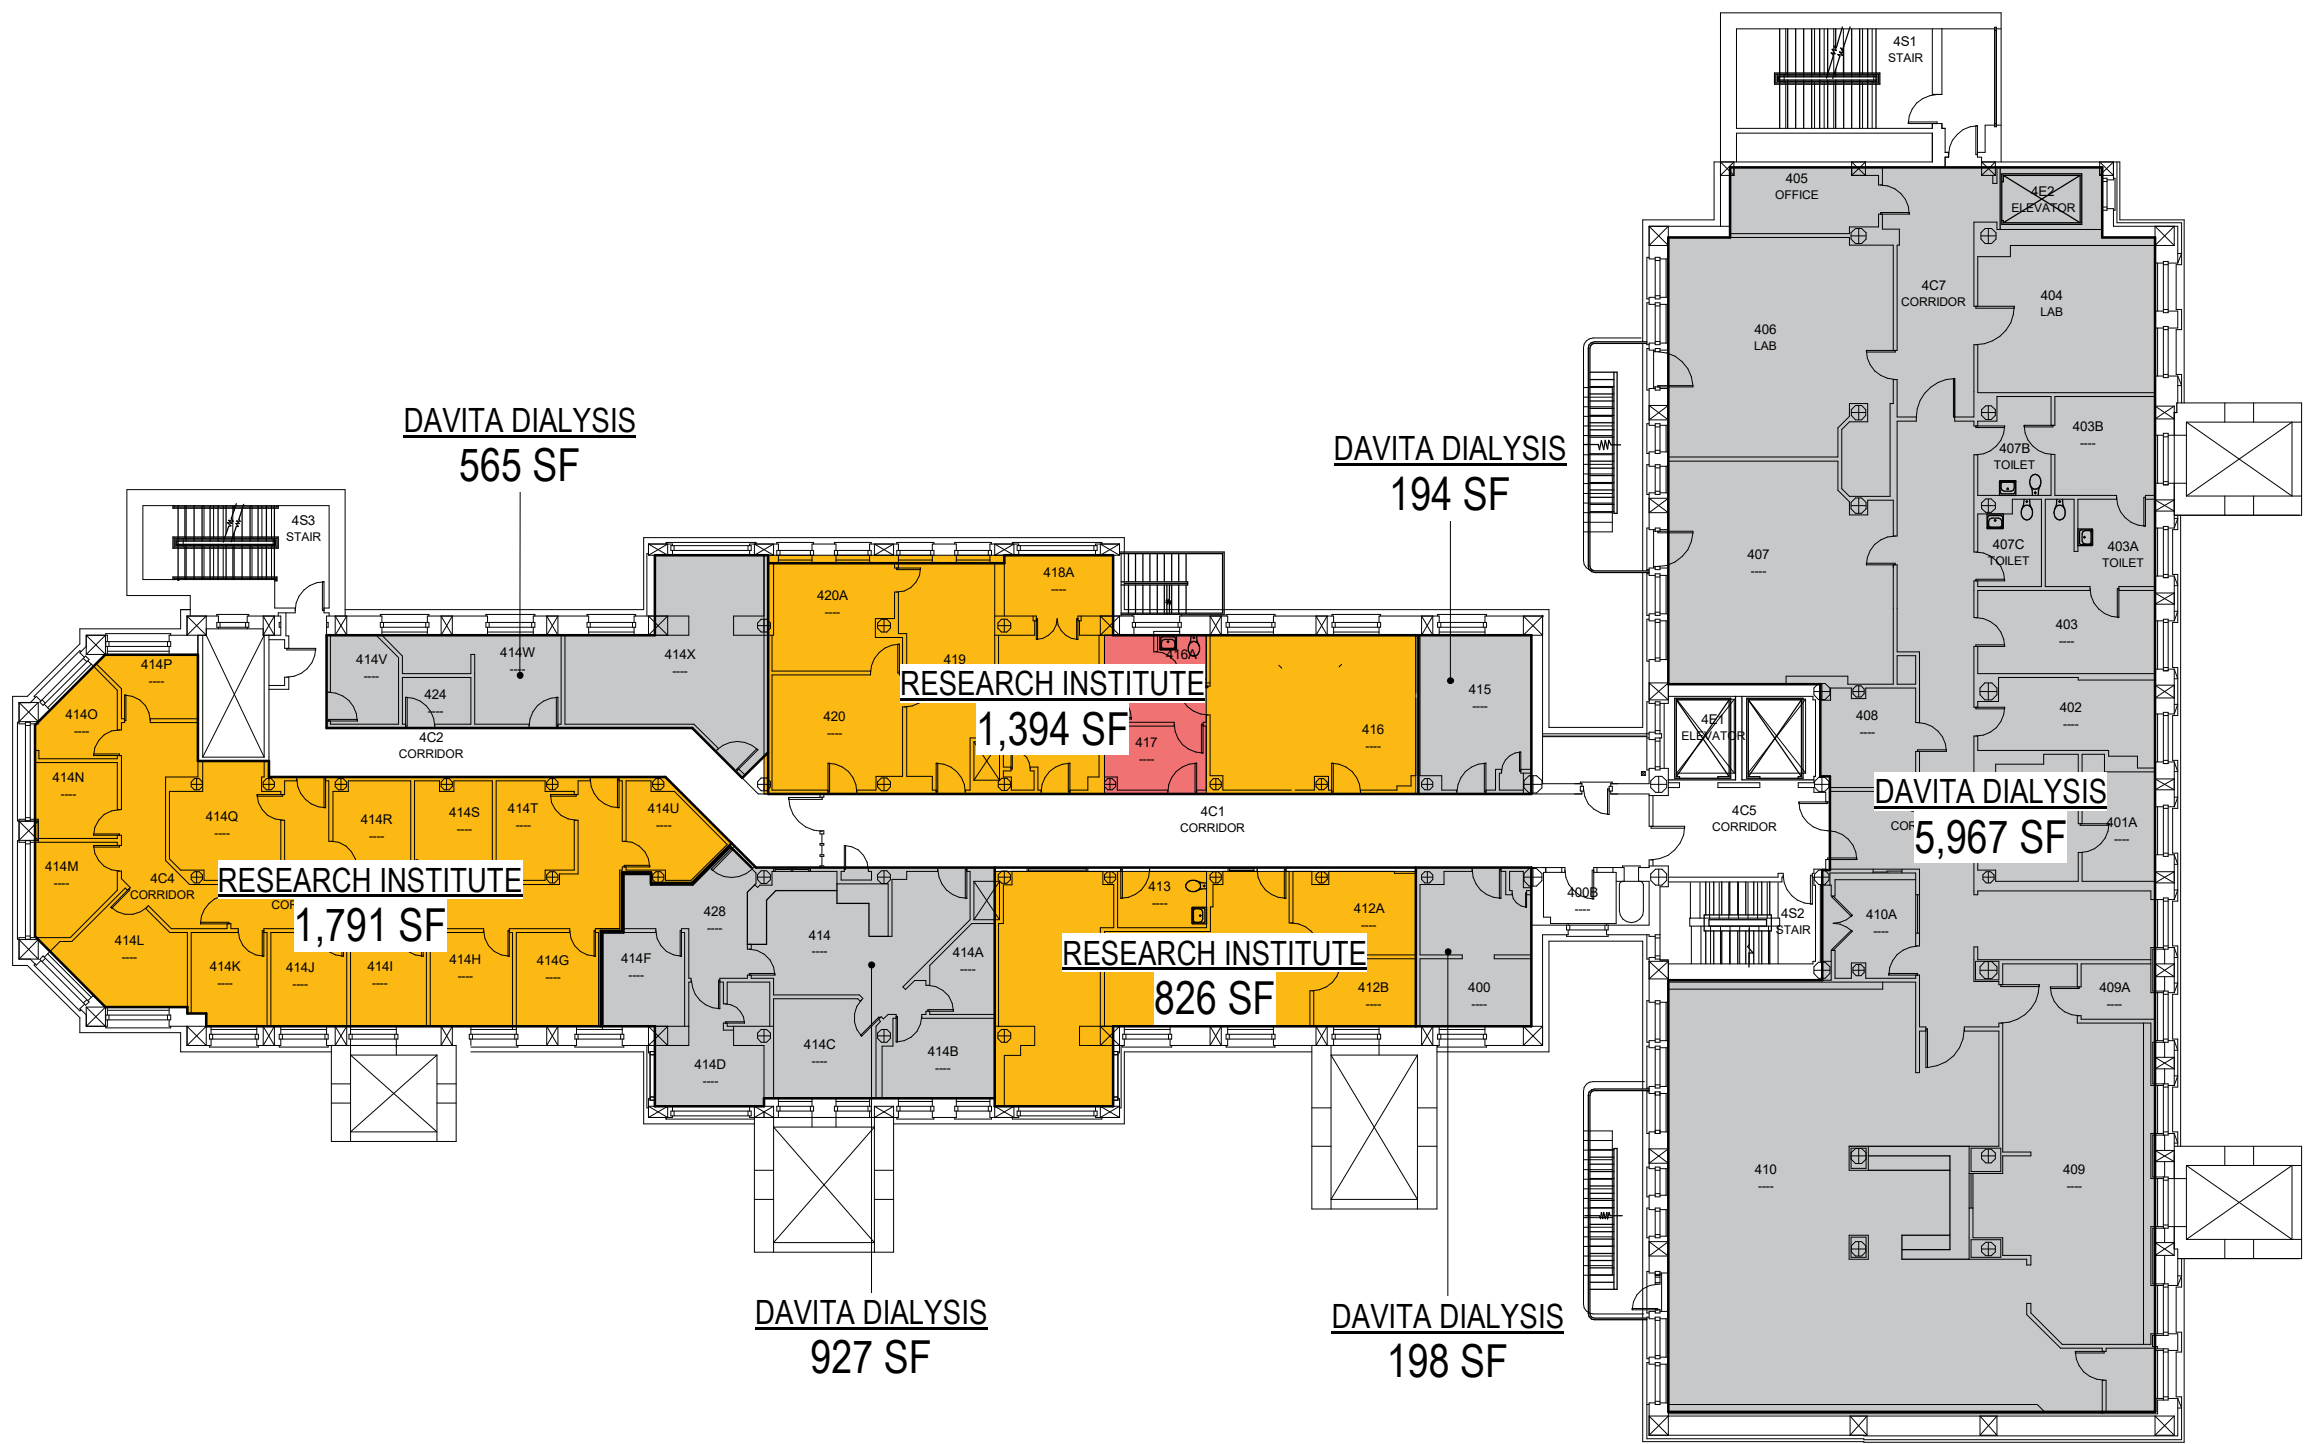 4S1
STAIR
405
OFFICE
4E2
ELEVATOR
4C7
CORRIDOR
404
LAB
406
LAB
DAVITA DIALYSIS
565 SF
DAVITA DIALYSIS
194 SF
403B
----
407B
TOILET
4S3
STAIR
407
----
407C
TOILET
403A
TOILET
418A
----
420A
----
403
----
414V
----
414W
----
414X
----
419
416A
414P
----
424
----
RESEARCH INSTITUTE
1,394 SF
415
----
414O
----
420
----
417
----
416
----
4E1
ELEVATOR
408
----
402
----
4C2
CORRIDOR
414N
----
414Q
----
414R
----
414S
----
414T
----
414U
----
4C1
CORRIDOR
4C5
CORRIDOR
DAVITA DIALYSIS
5,967 SF
401A
----
414M
----
4C4
CORRIDOR
RESEARCH INSTITUTE
1,791 SF
413
----
400B
----
428
----
414
----
412A
----
4S2
STAIR
410A
----
414L
----
414K
----
414J
----
414I
----
414H
----
414G
----
414F
----
414A
----
RESEARCH INSTITUTE
826 SF
412B
----
400
----
409A
----
414D
----
414C
----
414B
----
410
----
409
----
DAVITA DIALYSIS
927 SF
DAVITA DIALYSIS
198 SF